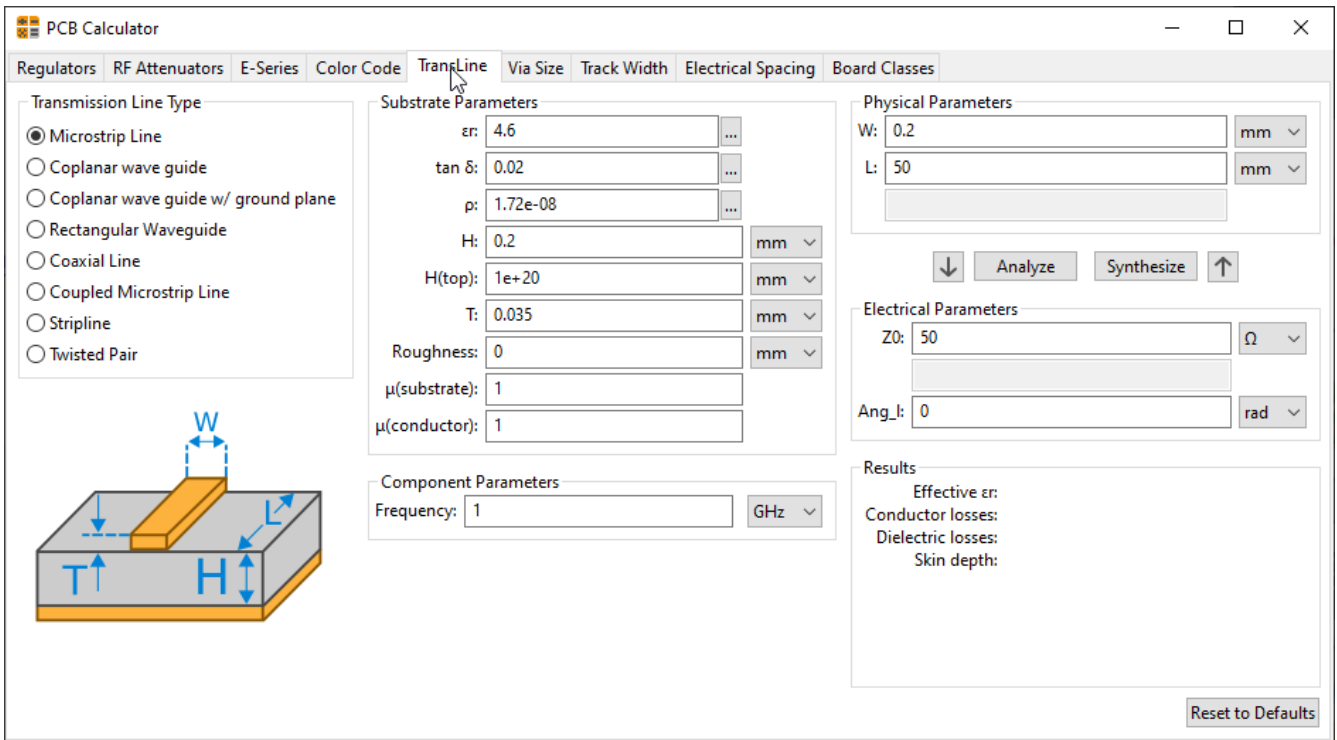 PCB Calculator
Regulators RF Attenuators E-Series Color Code TransLine Via Size Track Width Electrical Spacing Board Classes
Transmission Line Type
Microstrip Line
Coplanar wave guide
Coplanar wave guide w/ ground plane
Rectangular Waveguide
Coaxial Line
Coupled Microstrip Line
Stripline
Twisted Pair
W
L
T
H
Substrate Parameters
εr: 4.6 ...
tan δ: 0.02 ...
ρ: 1.72e-08 ...
H: 0.2 mm
H(top): 1e+20 mm
T: 0.035 mm
Roughness: 0 mm
μ(substrate): 1
μ(conductor): 1
Component Parameters
Frequency: 1 GHz
Physical Parameters
W: 0.2 mm
L: 50 mm
Analyze Synthesize
Electrical Parameters
Z0: 50 Ω
Ang_l: 0 rad
Results
Effective εr:
Conductor losses:
Dielectric losses:
Skin depth:
Reset to Defaults